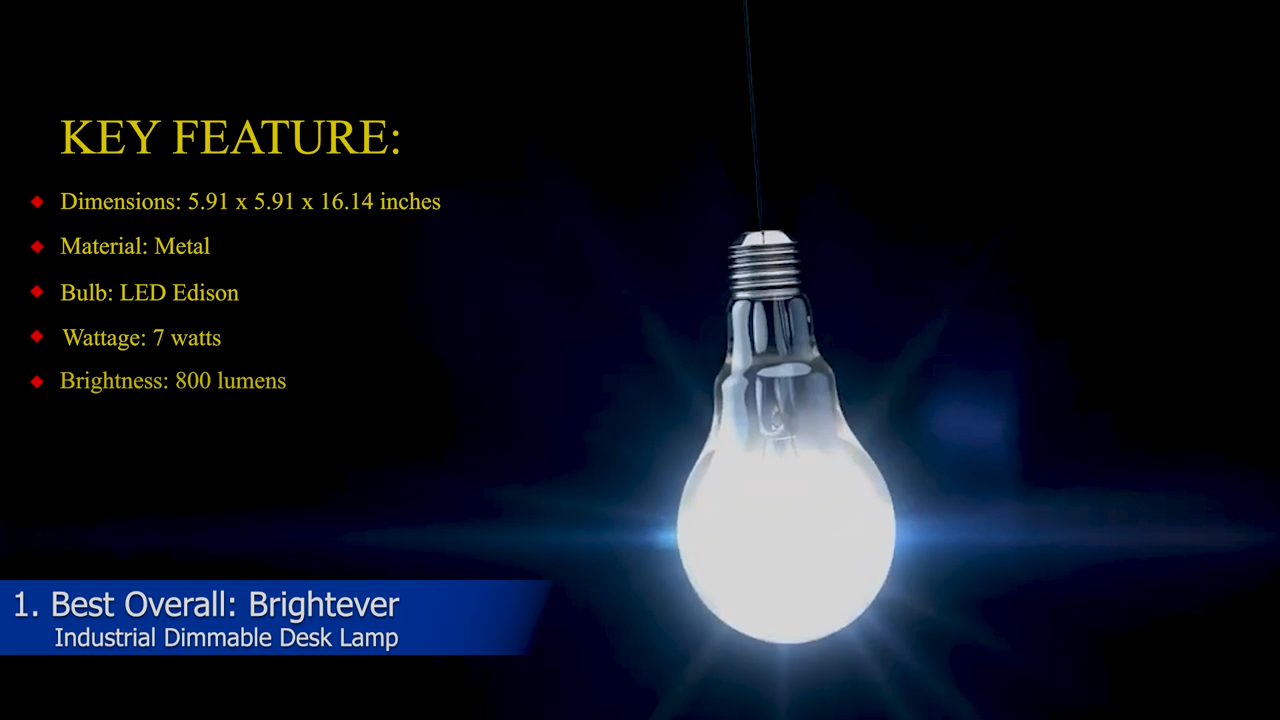 KEY FEATURE:
Dimensions: 5.91 x 5.91 x 16.14 inches
Material: Metal
Bulb: LED Edison
Wattage: 7 watts
Brightness: 800 lumens
1. Best Overall: Brightever
Industrial Dimmable Desk Lamp